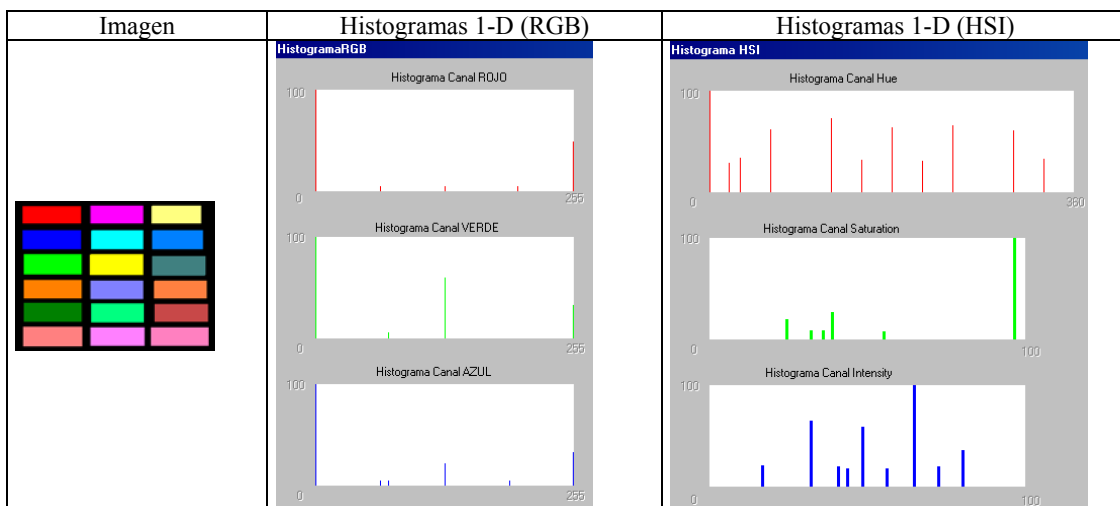 Imagen
Histogramas 1-D (RGB)
Histogramas 1-D (HSI)
HistogramaRGB
Histograma Canal ROJO
100
0
255
Histograma Canal VERDE
100
0
255
Histograma Canal AZUL
100
0
255
Histograma HSI
Histograma Canal Hue
100
0
360
Histograma Canal Saturation
100
0
100
Histograma Canal Intensity
100
0
100